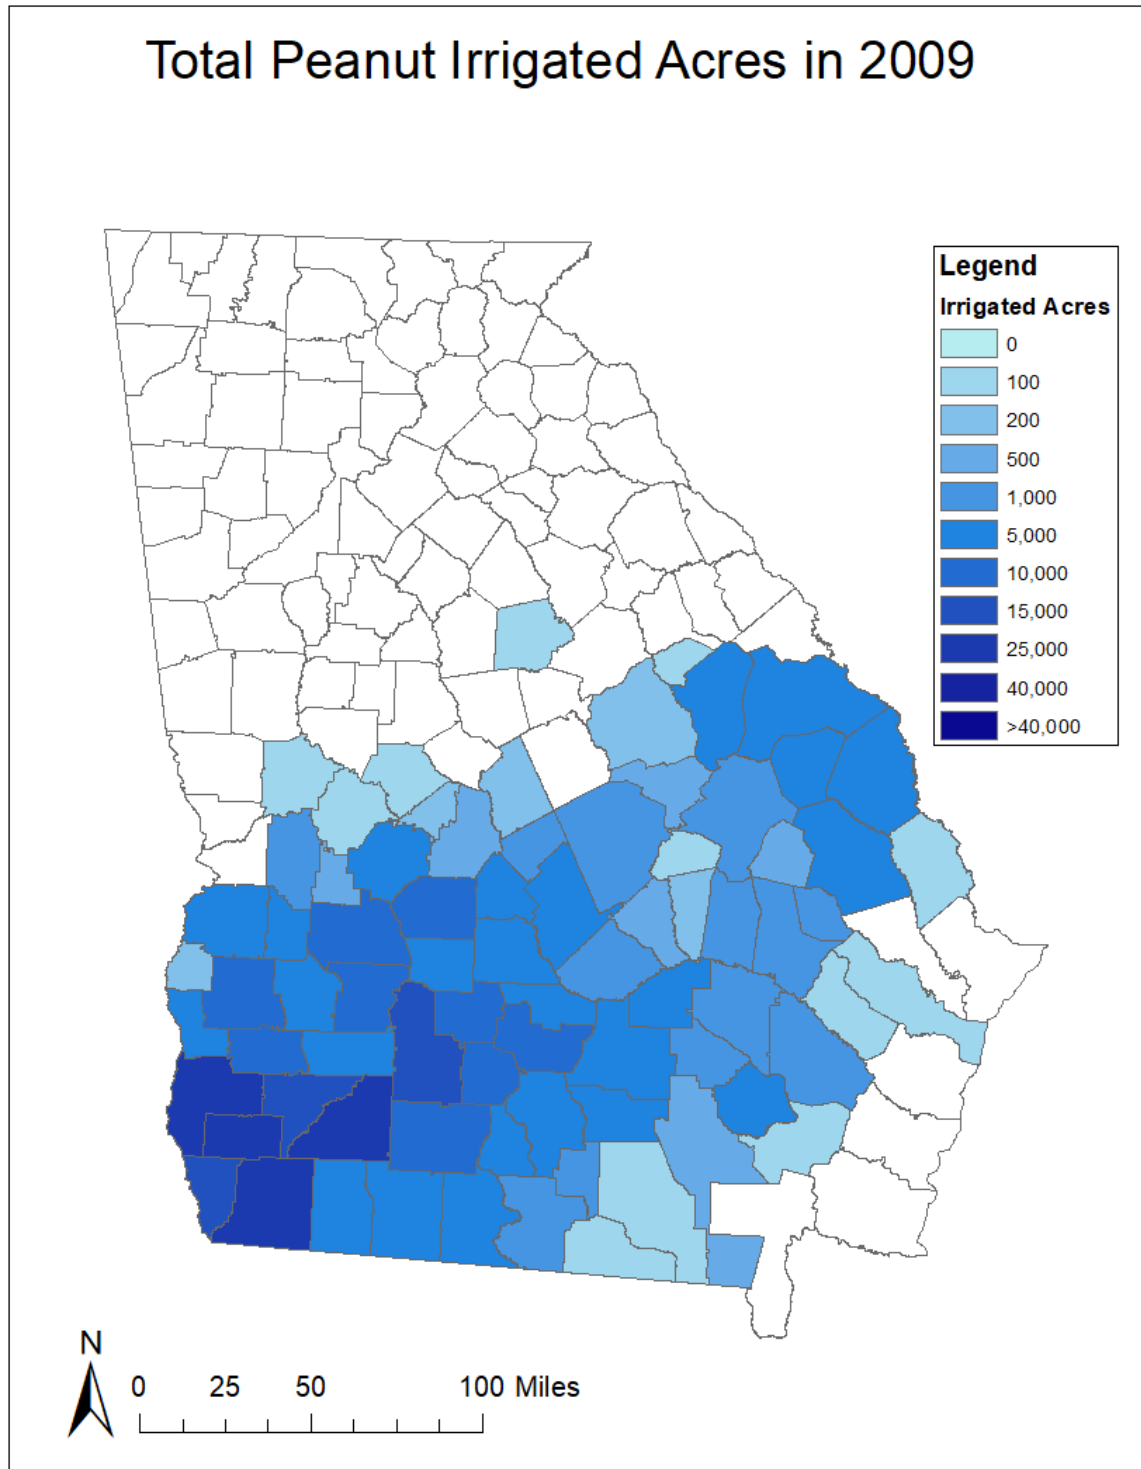 Total Peanut Irrigated Acres in 2009
Legend
Irrigated Acres
0
100
200
500
1,000
5,000
10,000
15,000
25,000
40,000
>40,000
N
0 25 50 100 Miles